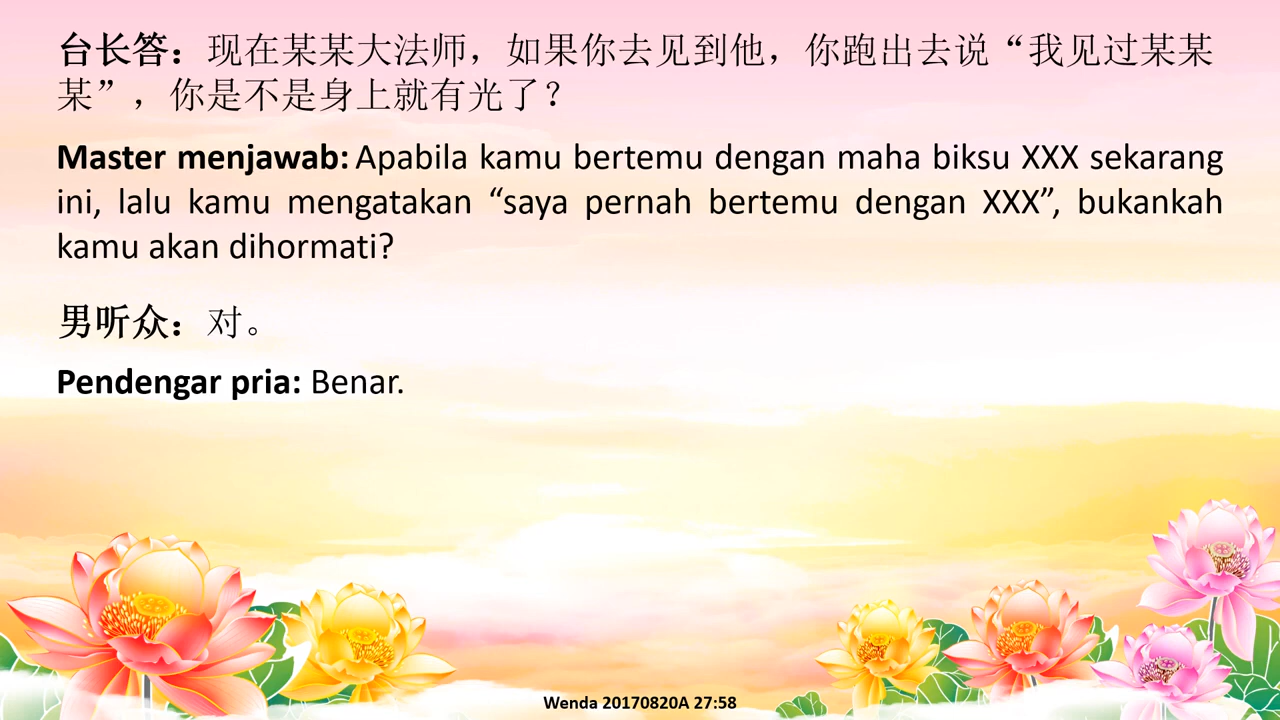 台长答：现在某某大法师，如果你去见到他，你跑出去说“我见过某某
某”，你是不是身上就有光了？
Master menjawab: Apabila kamu bertemu dengan maha biksu XXX sekarang
ini, lalu kamu mengatakan “saya pernah bertemu dengan XXX”, bukankah
kamu akan dihormati?
男听众：对。
Pendengar pria: Benar.
Wenda 20170820A 27:58